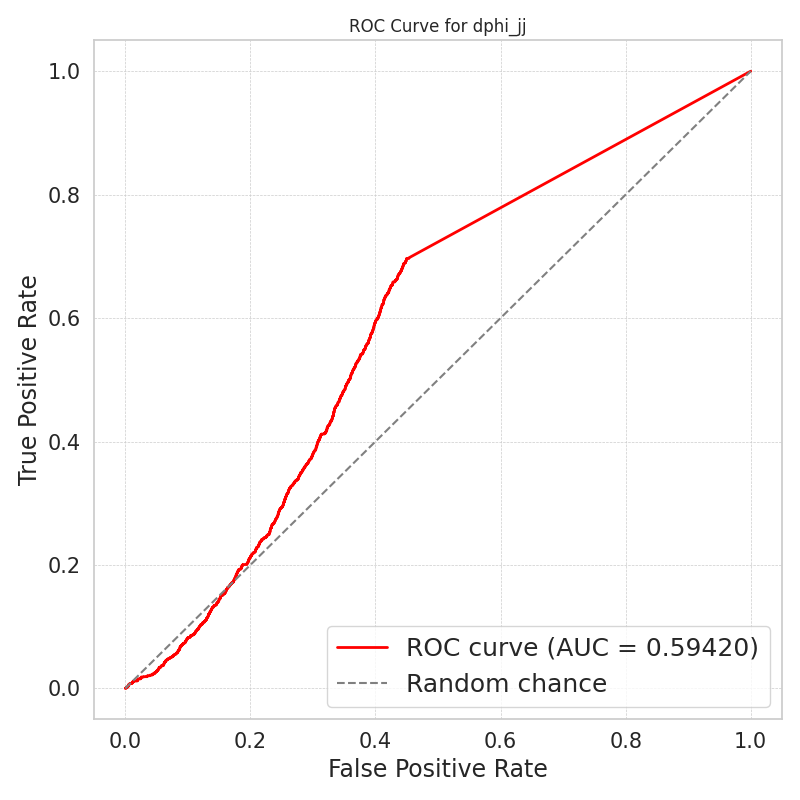 ROC Curve for dphi_jj
True Positive Rate
1.0
0.8
0.6
0.4
0.2
0.0
ROC curve (AUC = 0.59420)
Random chance
0.0 0.2 0.4 0.6 0.8 1.0
False Positive Rate